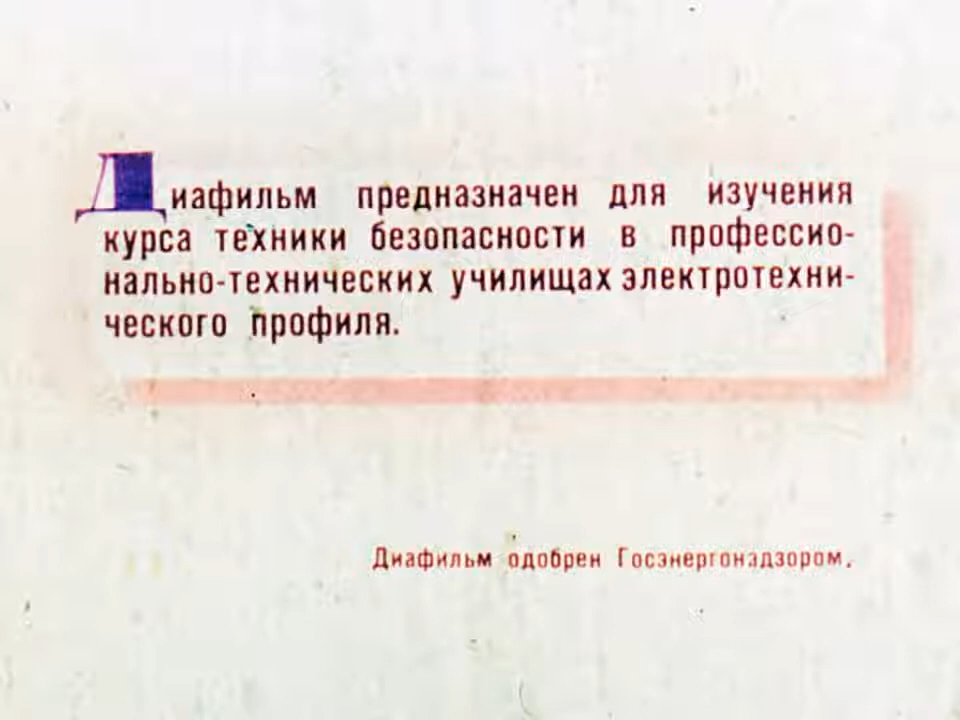 Диафильм предназначен для изучения
курса техники безопасности в профессио-
нально-технических училищах электротехни-
ческого профиля.
Диафильм одобрен Госэнергонадзором.